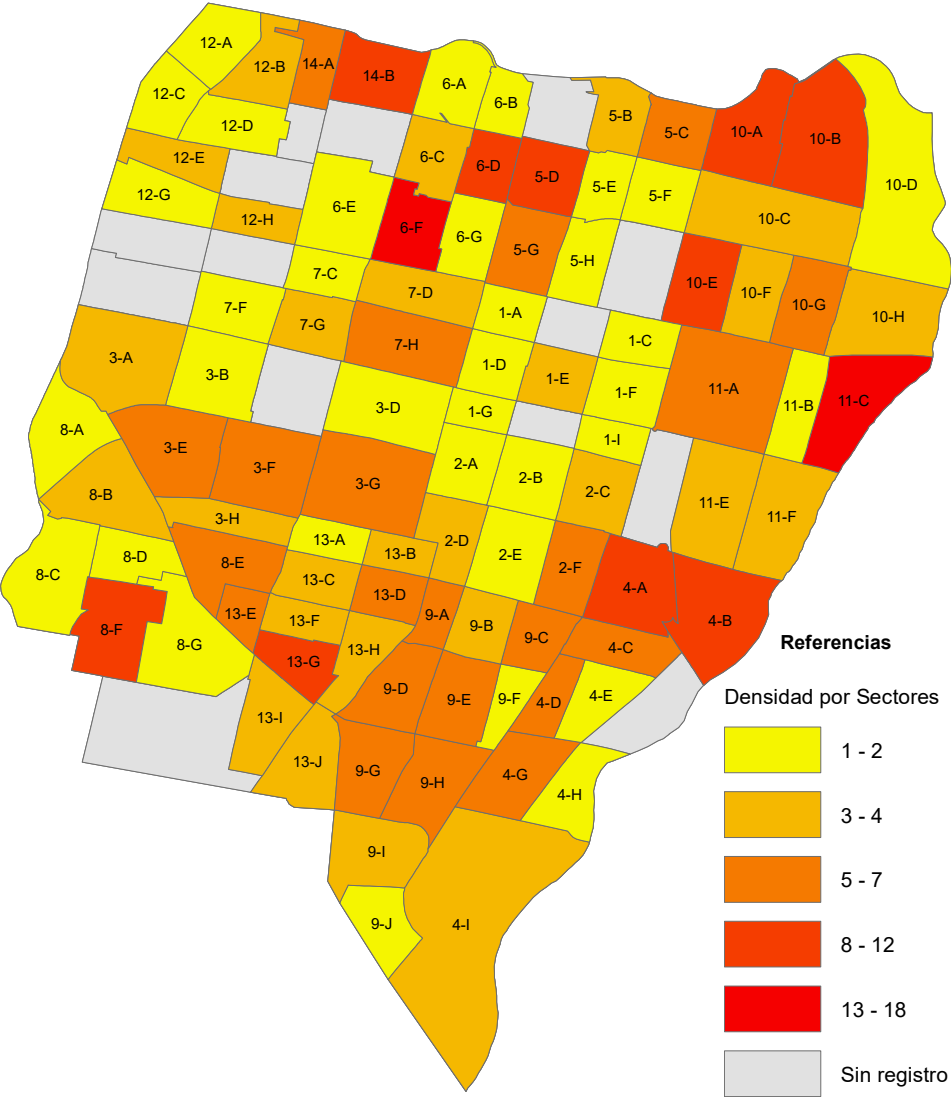 12-A
12-B
14-A
14-B
6-A
6-B
5-B
5-C
10-A
10-B
12-C
12-D
12-E
6-C
6-D
5-D
5-E
5-F
10-D
12-G
12-H
6-E
6-F
6-G
5-G
5-H
10-C
7-C
7-D
10-E
10-F
10-G
10-H
7-F
7-G
7-H
1-A
1-C
3-A
3-B
1-D
1-E
1-F
11-A
11-B
11-C
3-D
1-G
1-I
8-A
3-E
3-F
3-G
2-A
2-B
2-C
11-E
11-F
8-B
3-H
13-A
13-B
2-D
2-E
2-F
4-A
8-C
8-D
8-E
13-C
13-D
13-E
13-F
9-A
9-B
9-C
4-B
8-F
8-G
13-G
13-H
4-C
9-D
9-E
9-F
4-D
4-E
13-I
13-J
9-G
9-H
4-G
4-H
9-I
9-J
4-I
Referencias
Densidad por Sectores
1 - 2
3 - 4
5 - 7
8 - 12
13 - 18
Sin registro